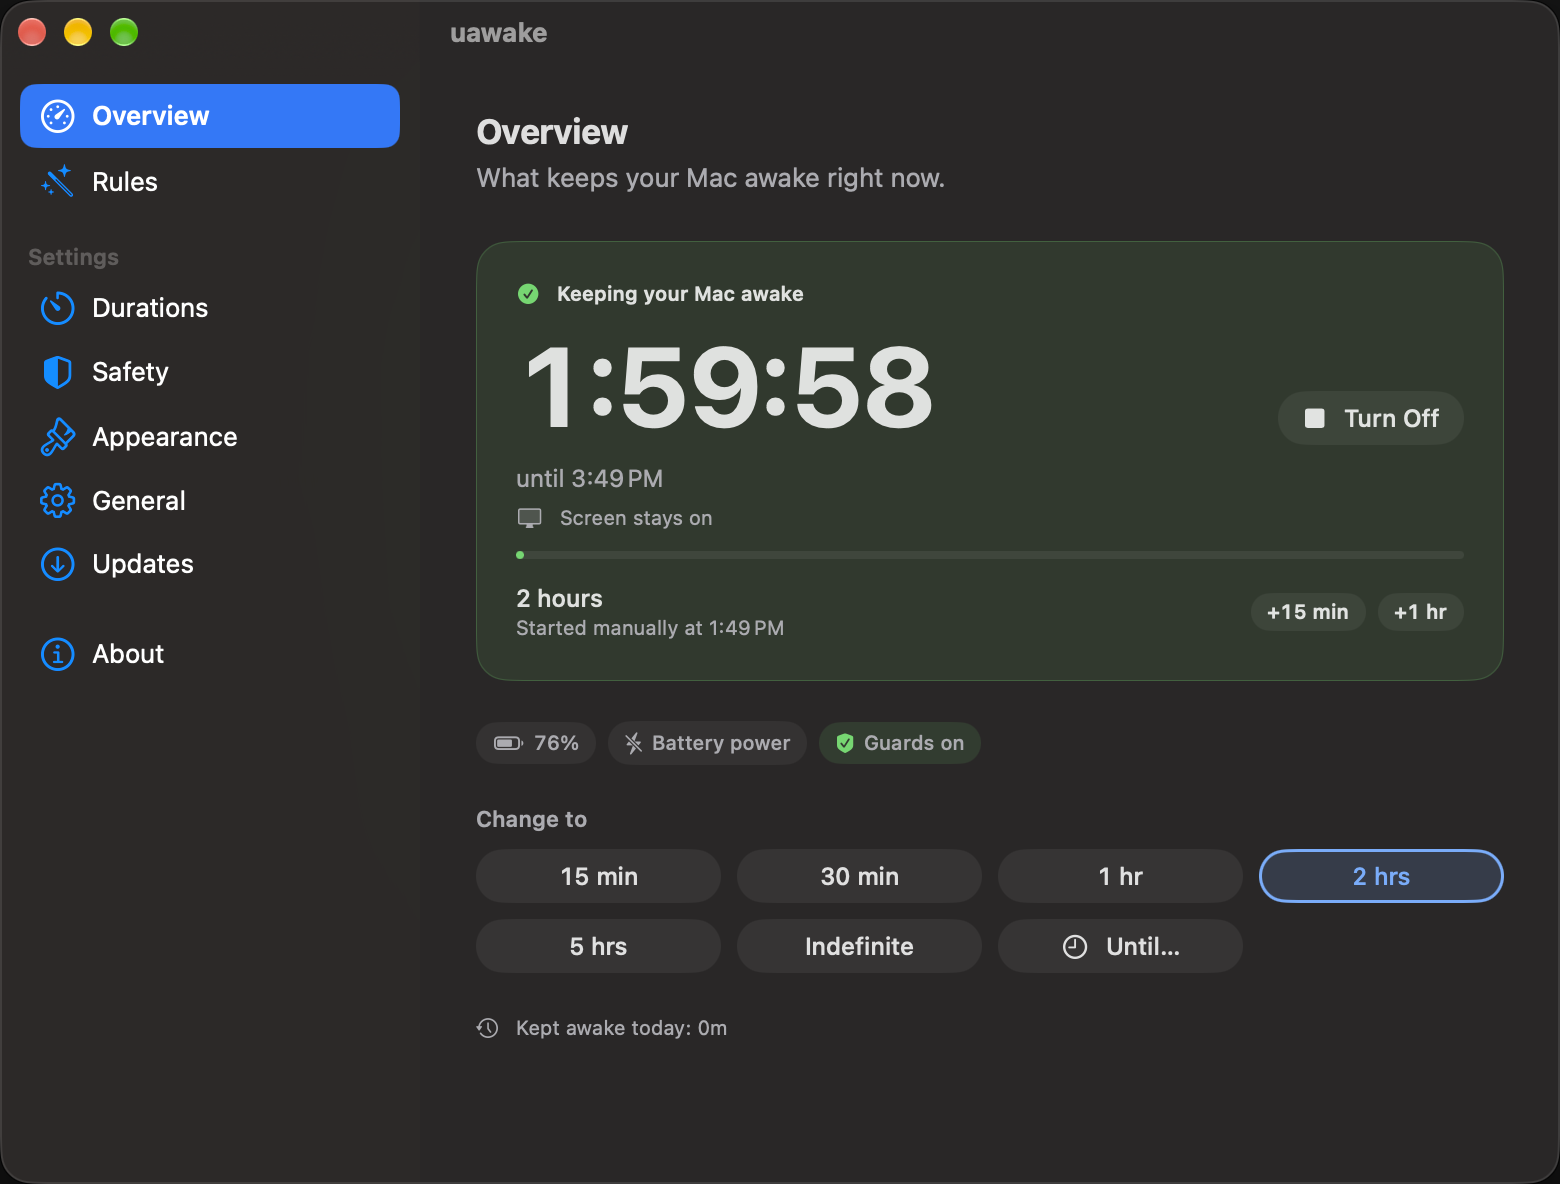 uawake
Overview
Rules
Settings
Durations
Safety
Appearance
General
Updates
About
Overview
What keeps your Mac awake right now.
Keeping your Mac awake
1:59:58
until 3:49 PM
Screen stays on
Turn Off
2 hours
Started manually at 1:49 PM
+15 min
+1 hr
76%
Battery power
Guards on
Change to
15 min
30 min
1 hr
2 hrs
5 hrs
Indefinite
Until...
Kept awake today: 0m